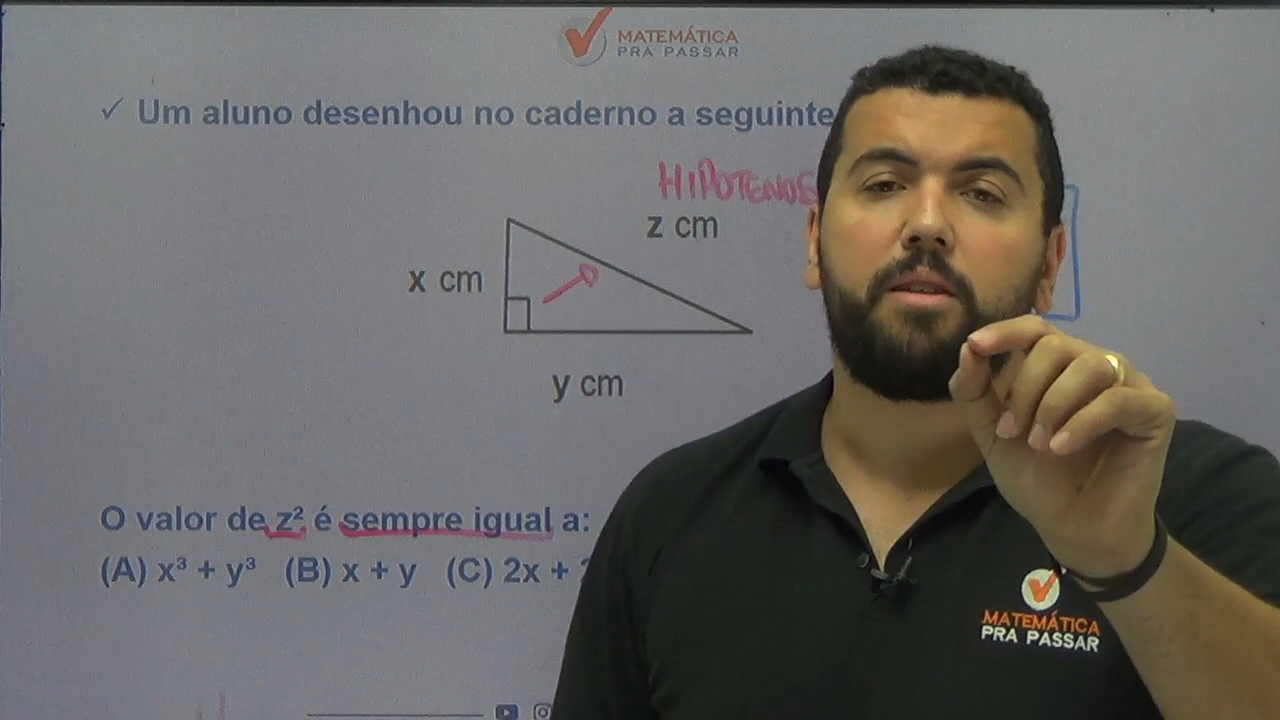 MATEMÁTICA
PRA PASSAR
✓ Um aluno desenhou no caderno a seguinte
z cm
x cm
y cm
O valor de z² é sempre igual a:
(A) x³ + y³ (B) x + y (C) 2x +
MATEMÁTICA
PRA PASSAR